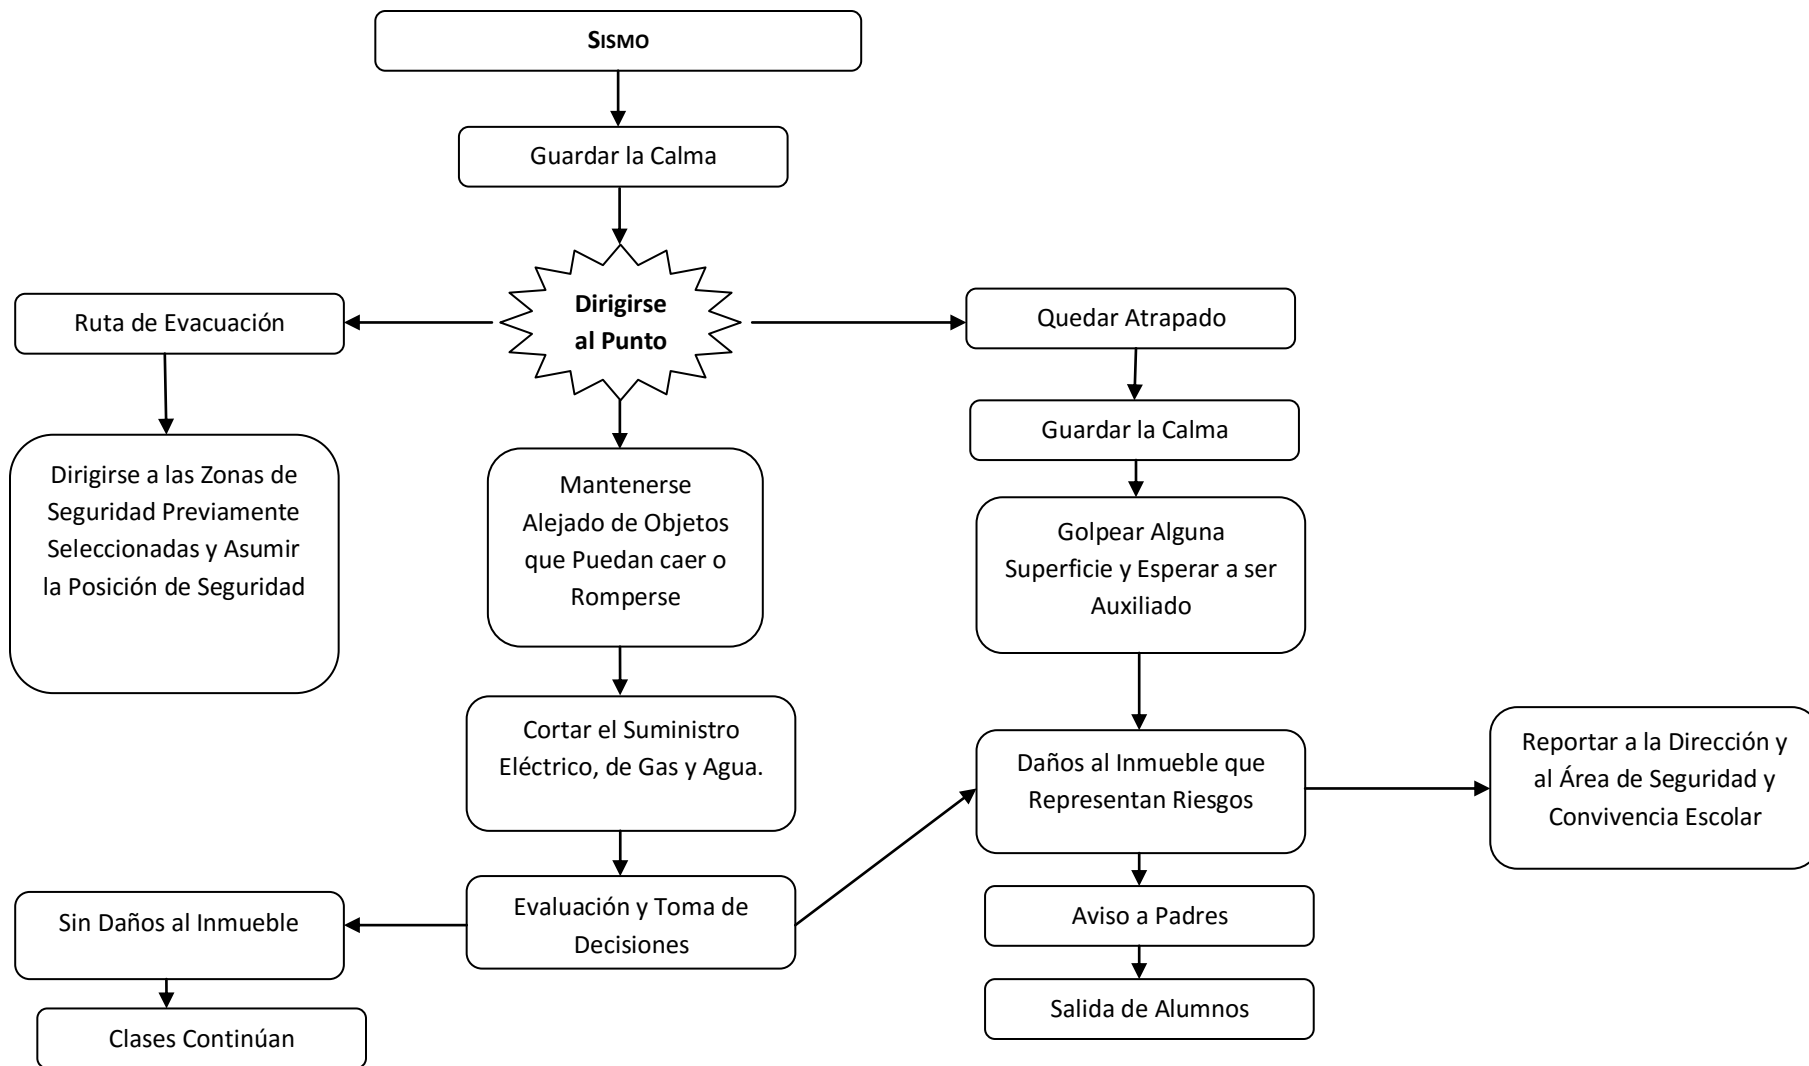 SISMO
Guardar la Calma
Dirigirse
al Punto
Ruta de Evacuación
Quedar Atrapado
Guardar la Calma
Dirigirse a las Zonas de
Seguridad Previamente
Seleccionadas y Asumir
la Posición de Seguridad
Mantenerse
Alejado de Objetos
que Puedan caer o
Romperse
Golpear Alguna
Superficie y Esperar a ser
Auxiliado
Cortar el Suministro
Eléctrico, de Gas y Agua.
Daños al Inmueble que
Representan Riesgos
Reportar a la Dirección y
al Área de Seguridad y
Convivencia Escolar
Sin Daños al Inmueble
Evaluación y Toma de
Decisiones
Aviso a Padres
Clases Continúan
Salida de Alumnos